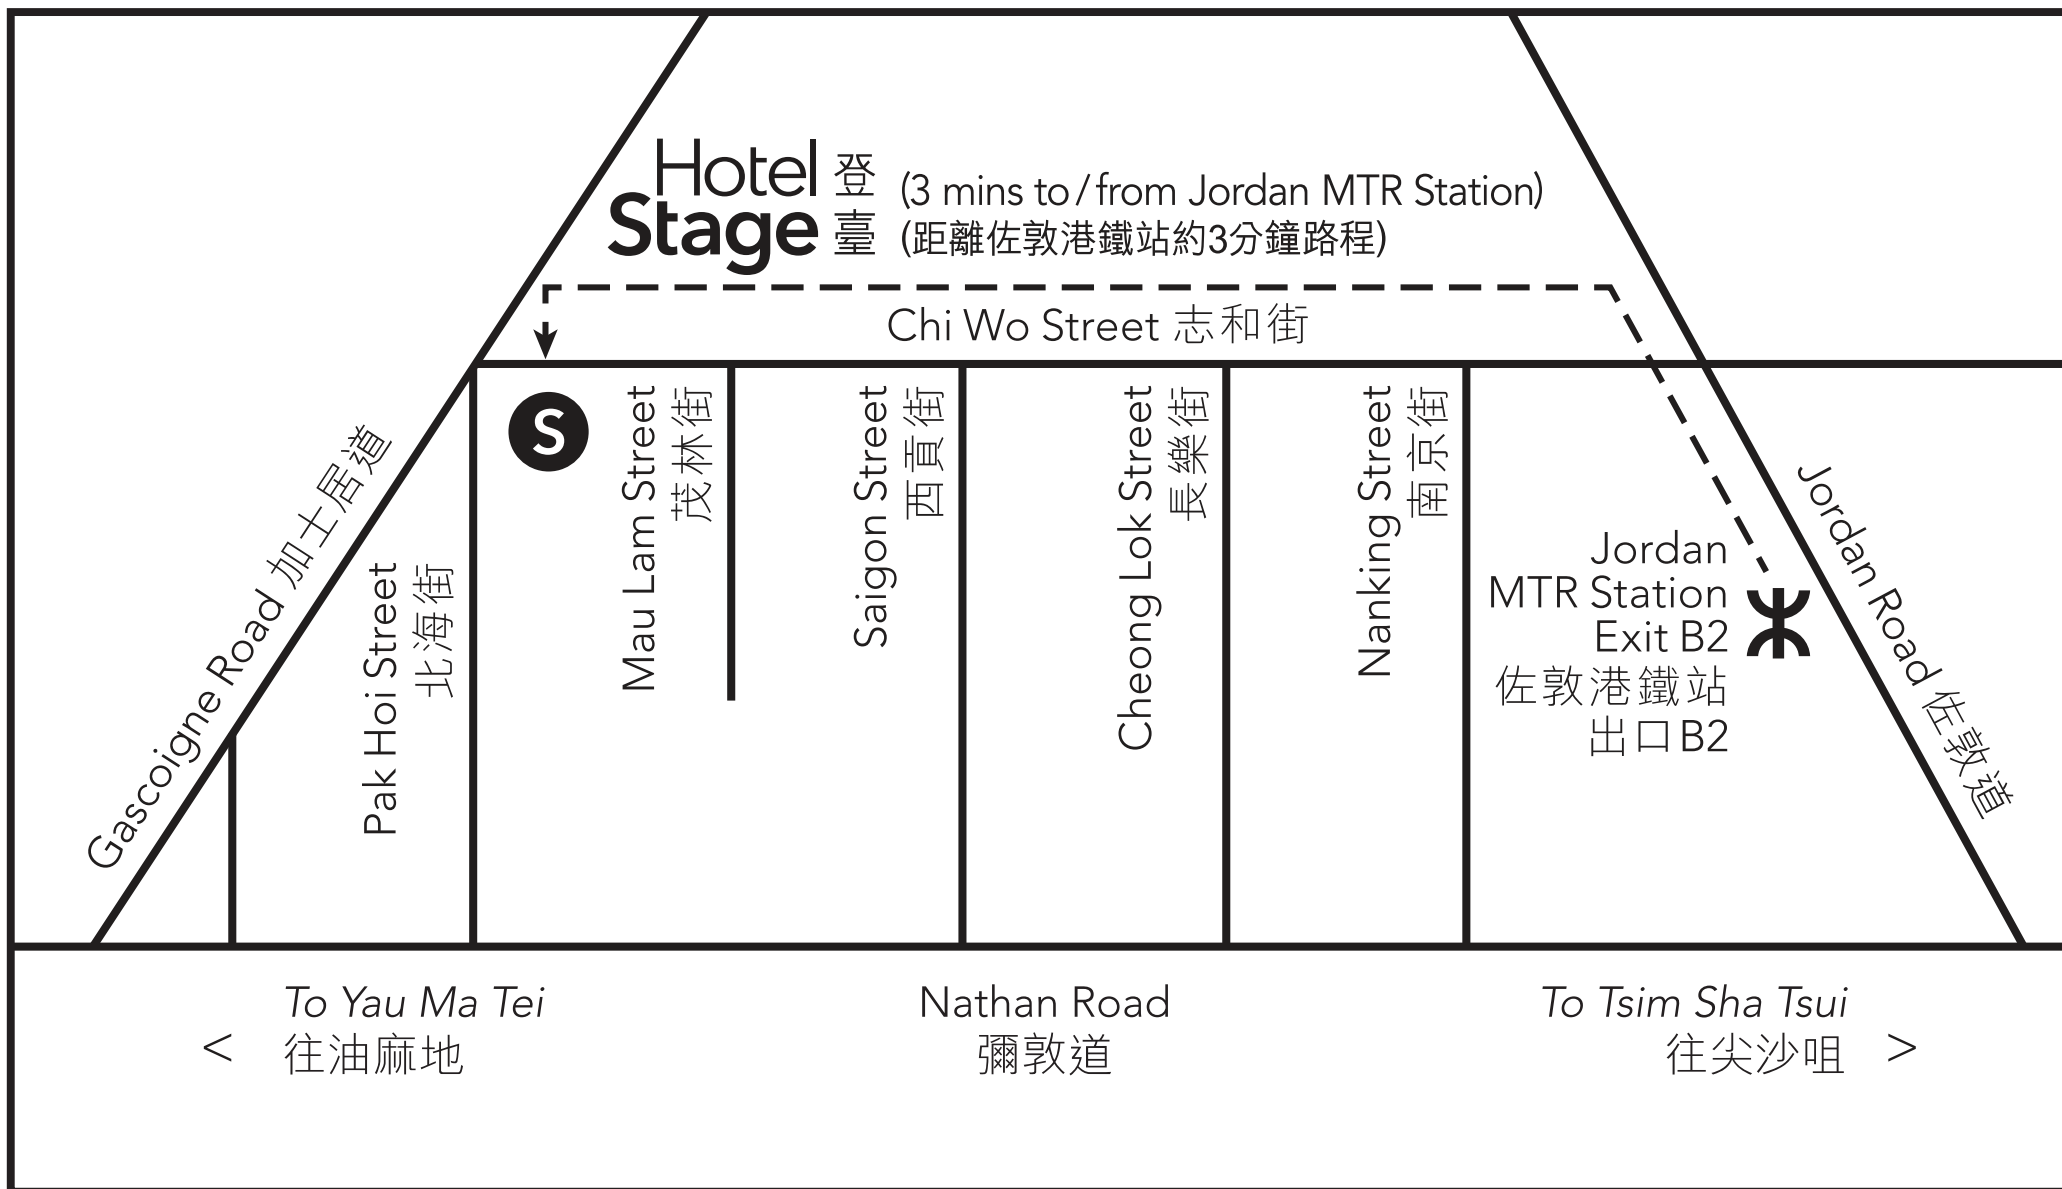 Hotel 登
Stage 臺
(3 mins to/from Jordan MTR Station)
(距離佐敦港鐵站約3分鐘路程)
Chi Wo Street 志和街
S
Gascoigne Road 加士居道
Pak Hoi Street
北海街
Mau Lam Street
茂林街
Saigon Street
西貢街
Cheong Lok Street
長樂街
Nanking Street
南京街
Jordan
MTR Station
Exit B2
佐敦港鐵站
出口B2
Jordan Road 佐敦道
To Yau Ma Tei
< 往油麻地
Nathan Road
彌敦道
To Tsim Sha Tsui
往尖沙咀 >